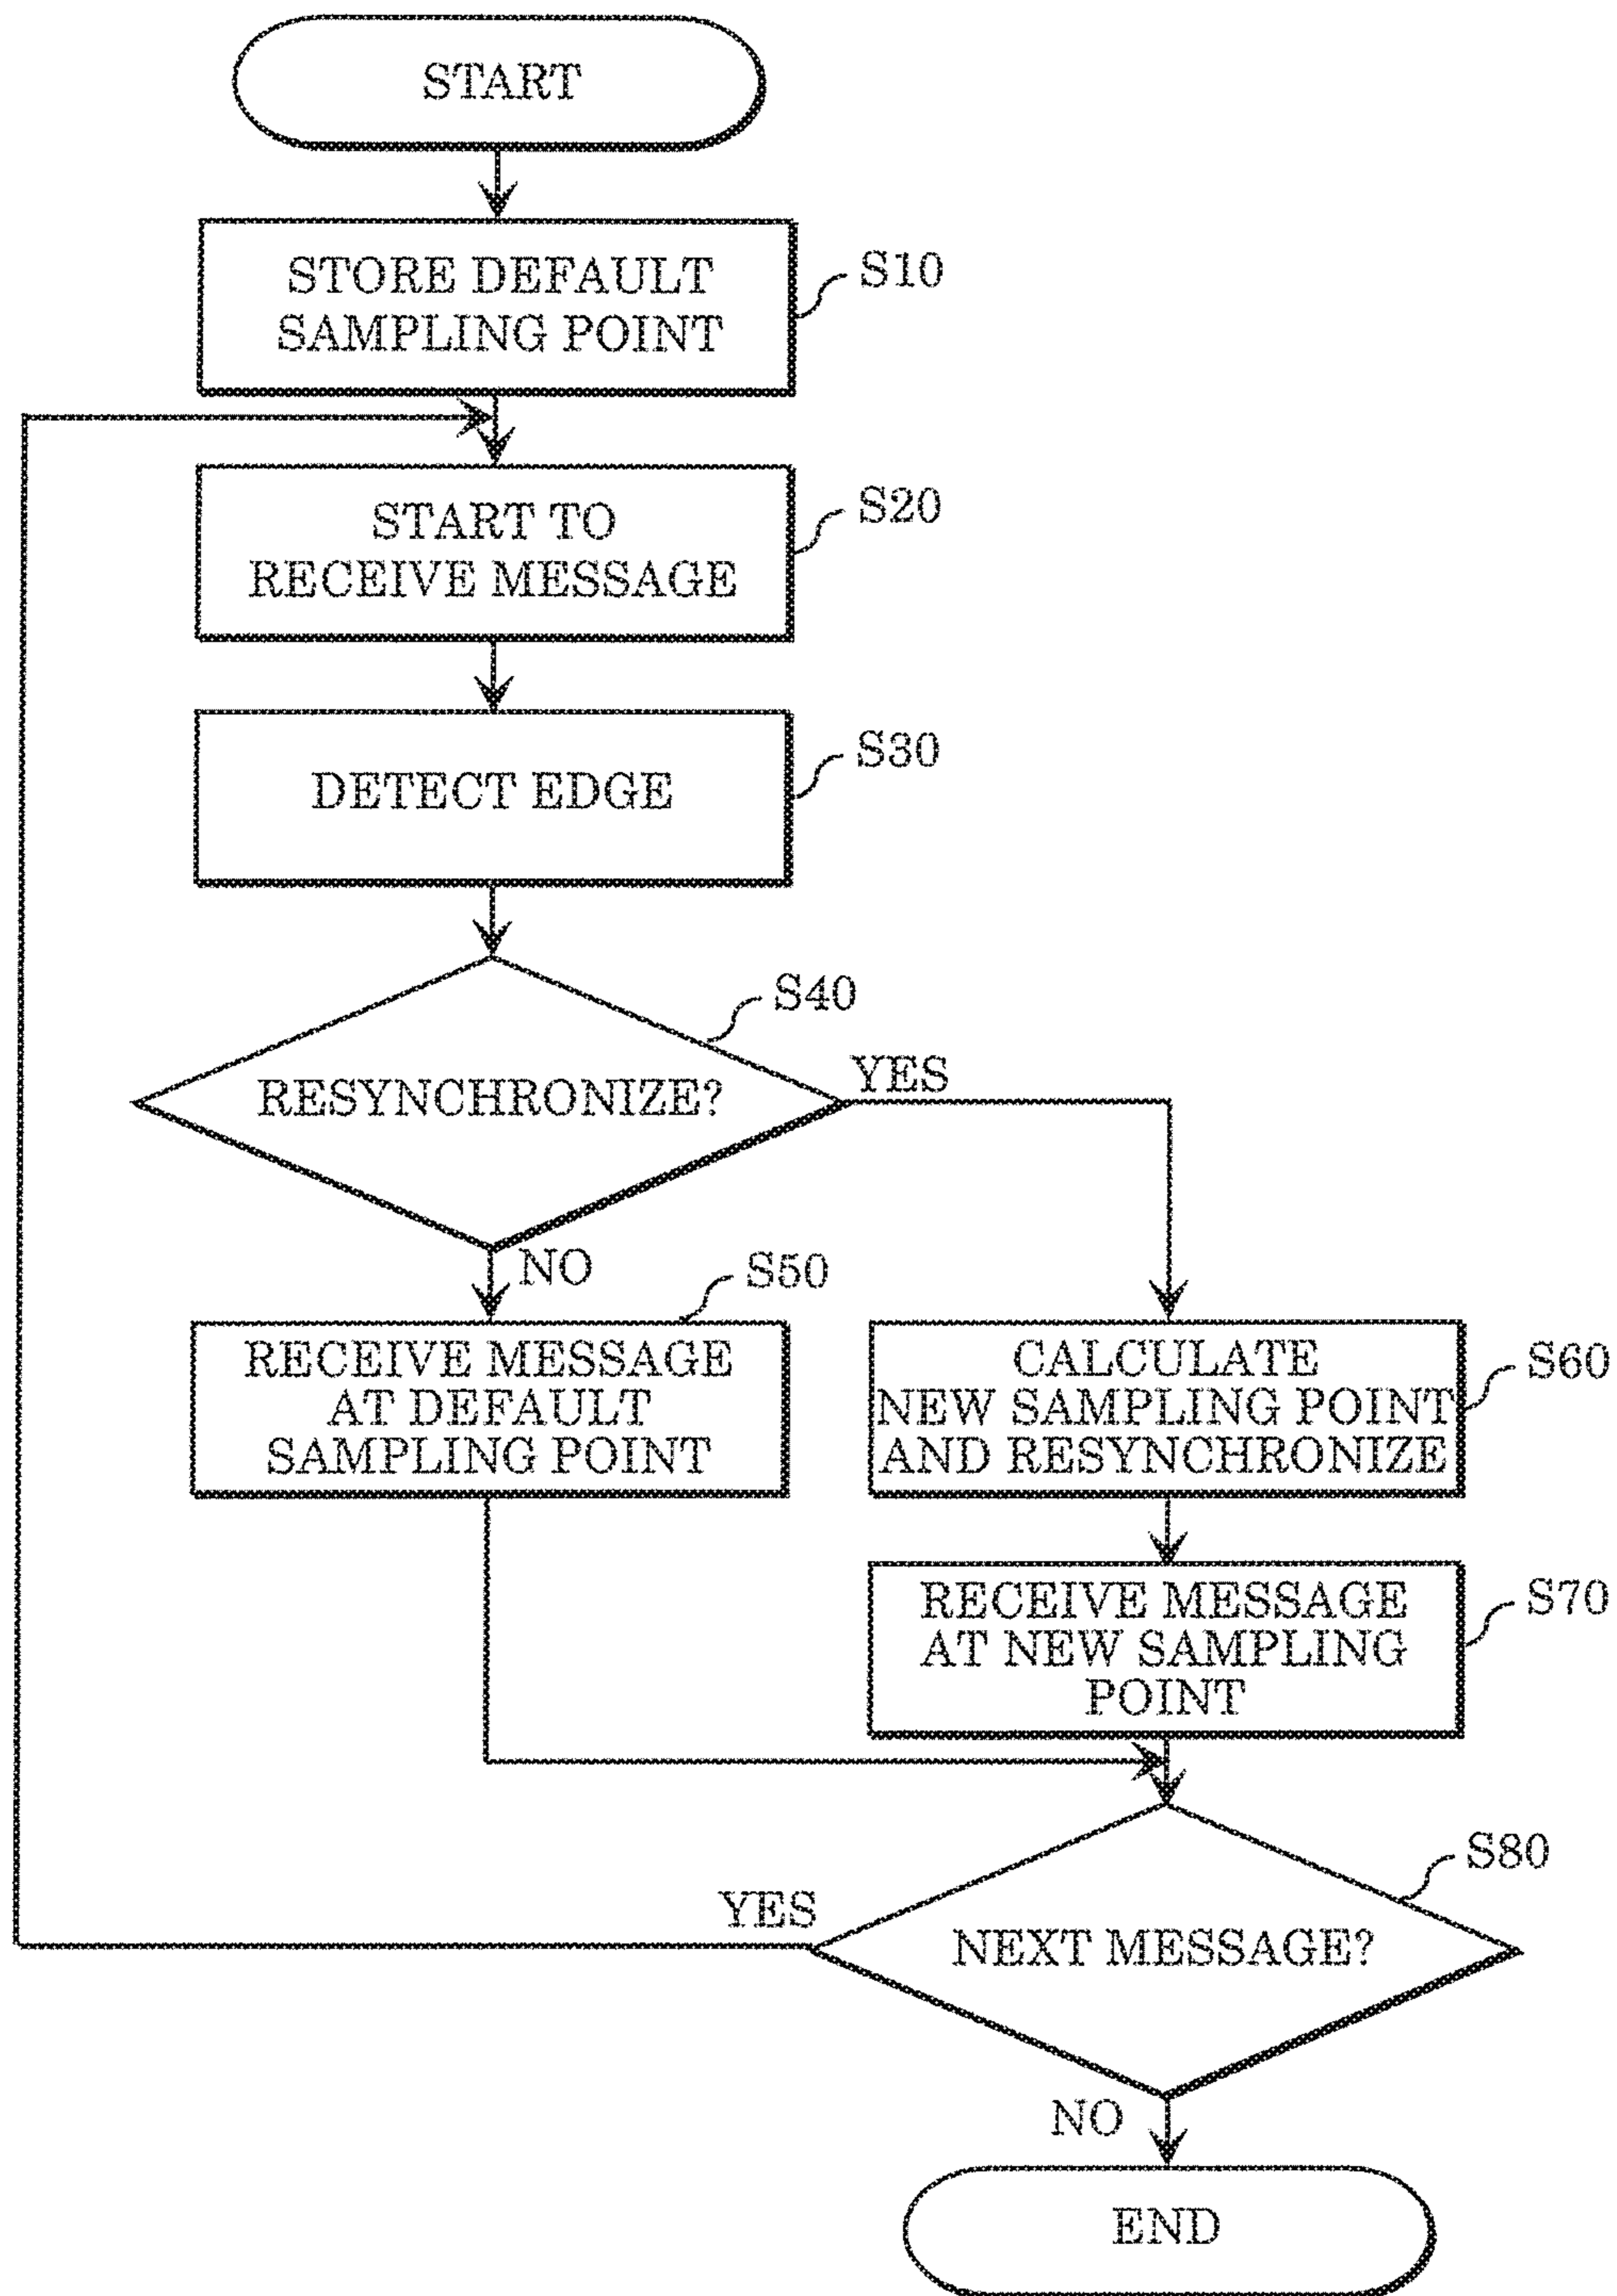 START
STORE DEFAULT
SAMPLING POINT
S10
START TO
RECEIVE MESSAGE
S20
DETECT EDGE
S30
S40
RESYNCHRONIZE?
YES
NO
S50
RECEIVE MESSAGE
AT DEFAULT
SAMPLING POINT
CALCULATE
NEW SAMPLING POINT
AND RESYNCHRONIZE
S60
RECEIVE MESSAGE
AT NEW SAMPLING
POINT
S70
S80
YES
NEXT MESSAGE?
NO
END